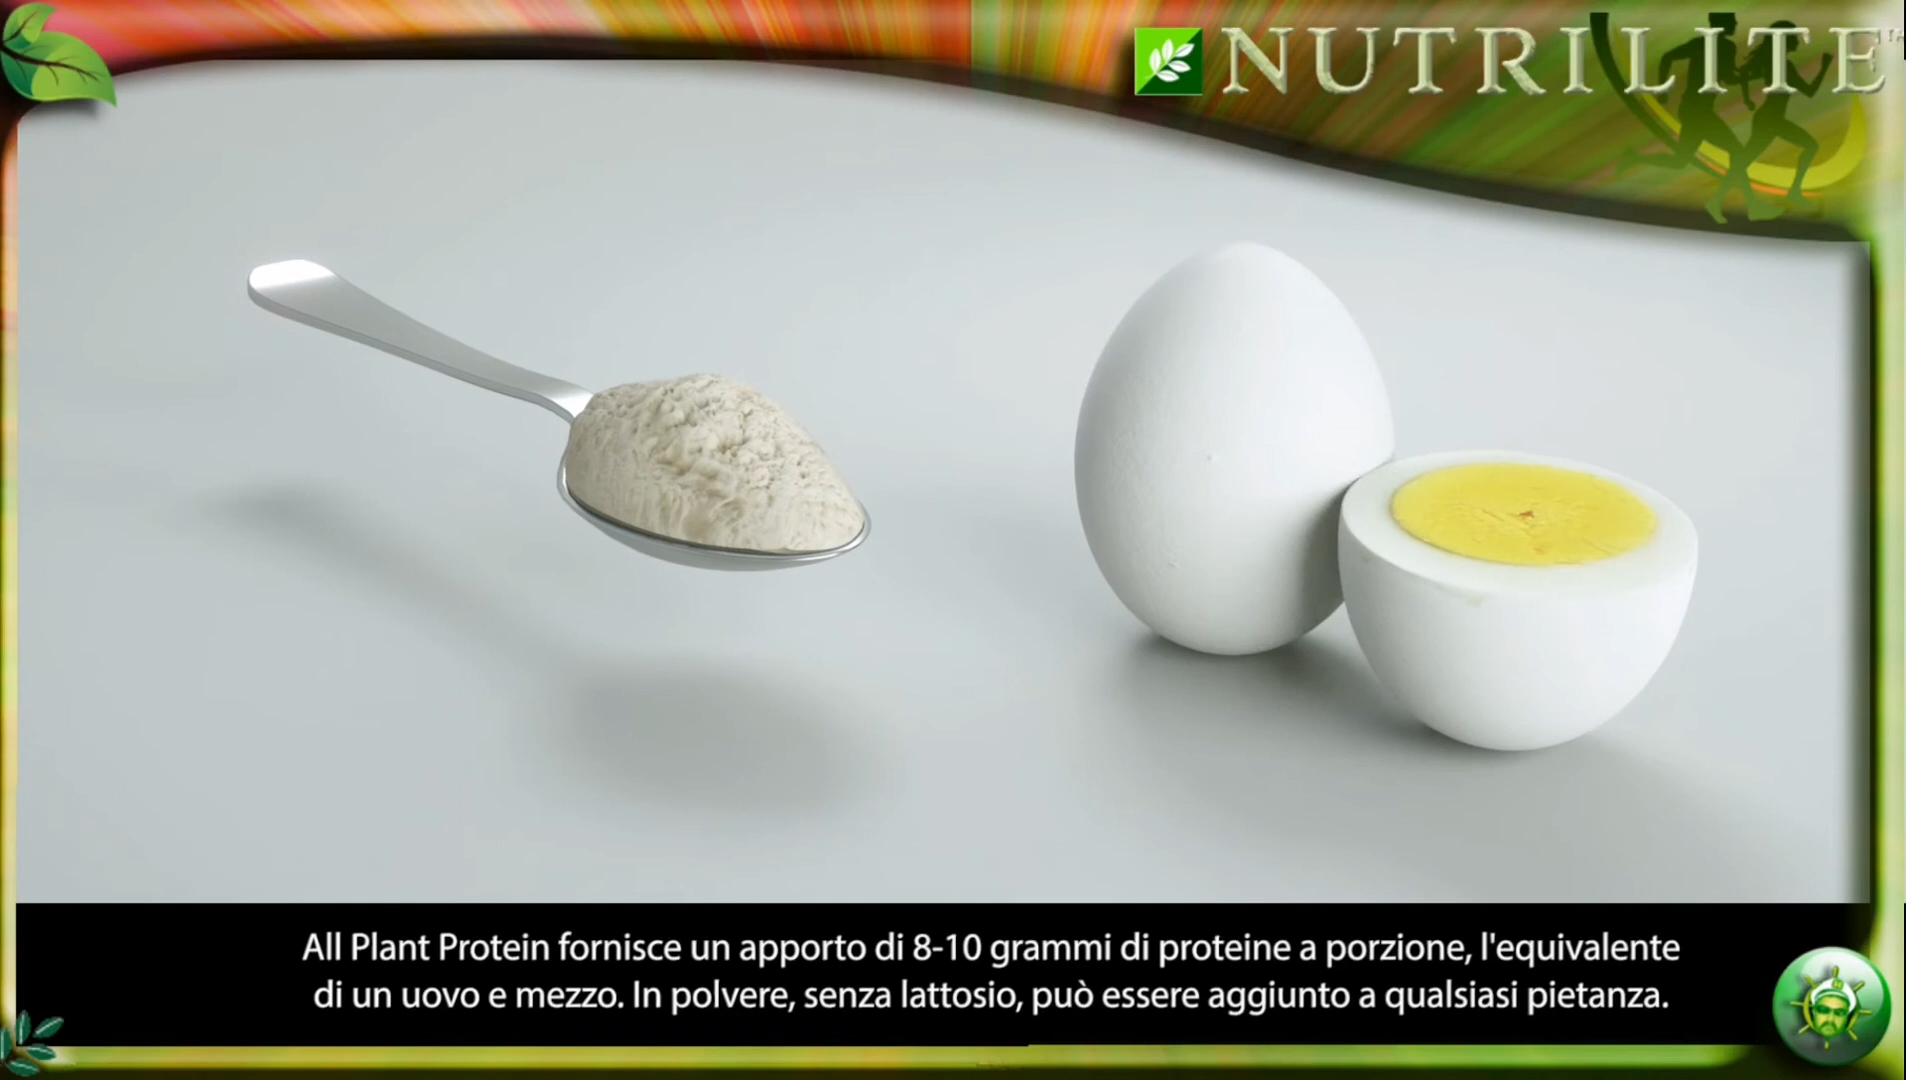 NUTRILITE™
All Plant Protein fornisce un apporto di 8-10 grammi di proteine a porzione, l'equivalente
di un uovo e mezzo. In polvere, senza lattosio, può essere aggiunto a qualsiasi pietanza.